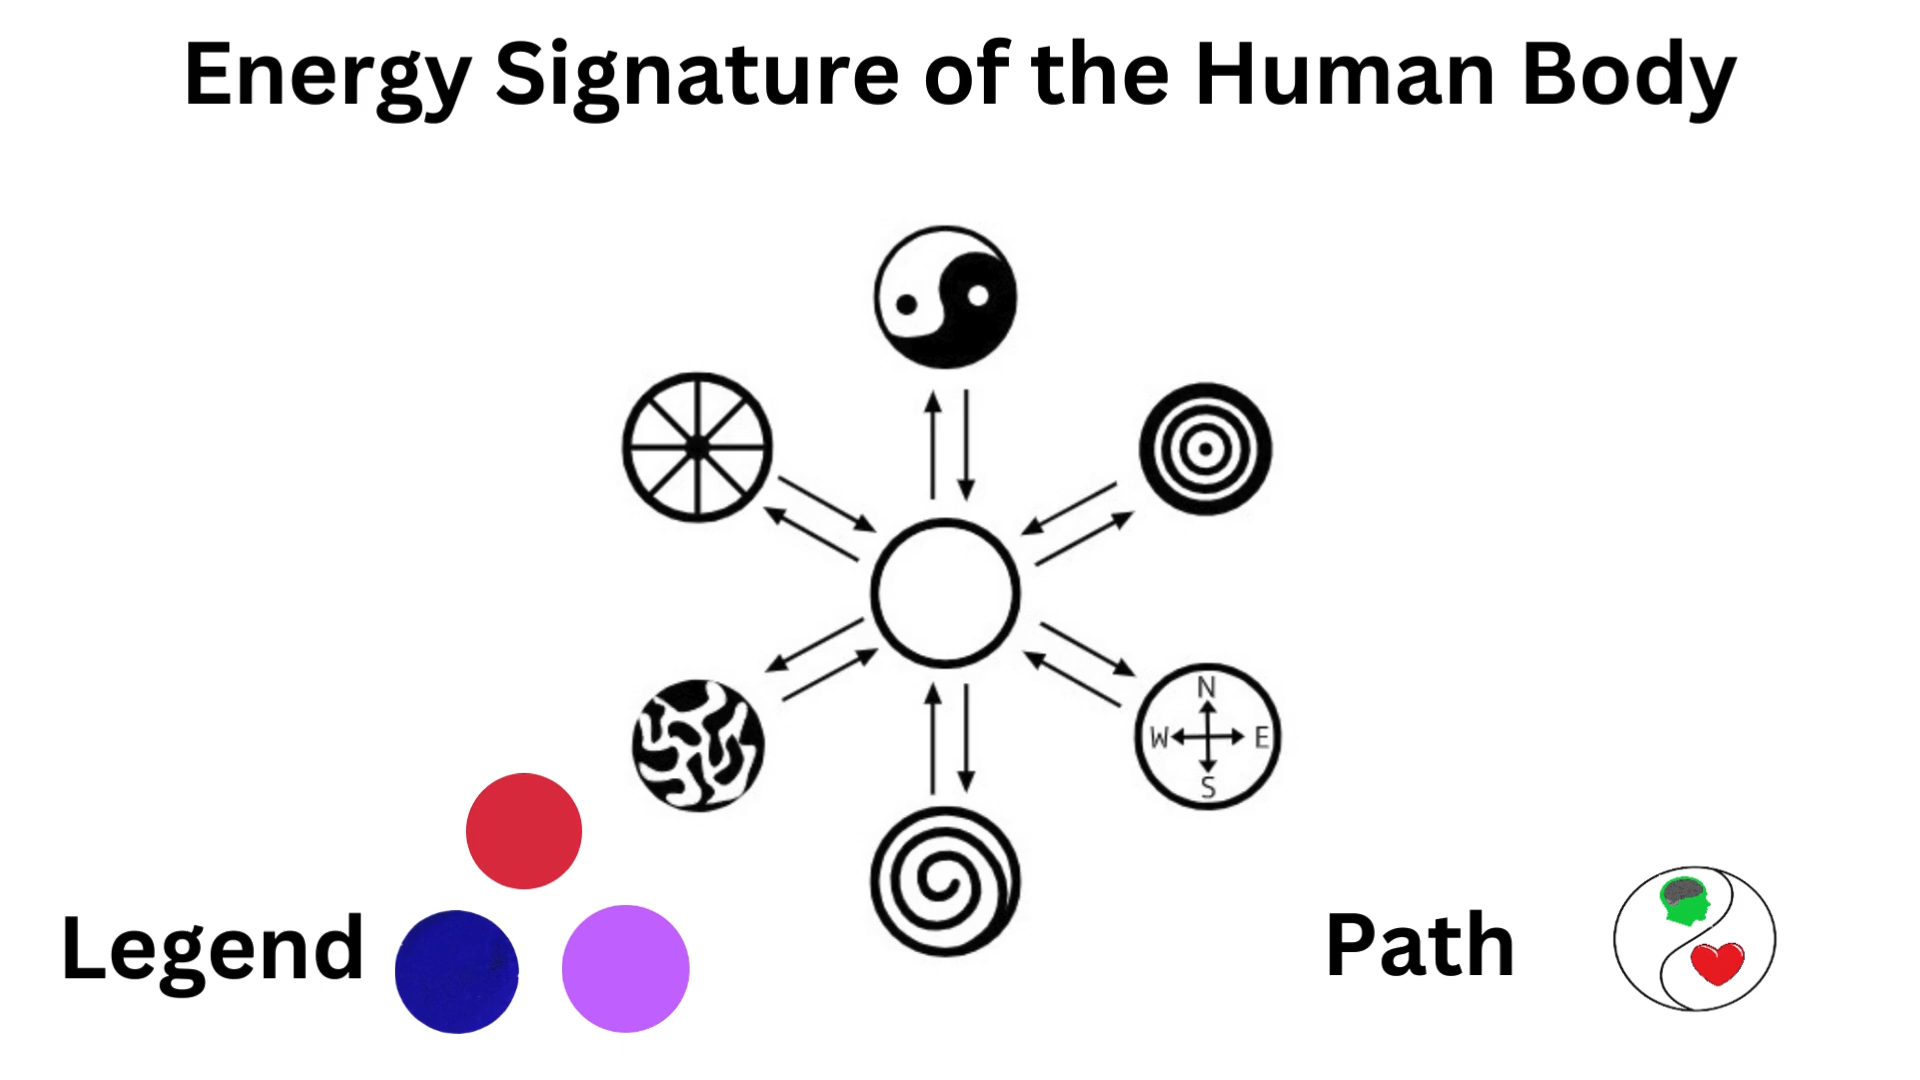 Energy Signature of the Human Body
N
W E
S
Legend
Path